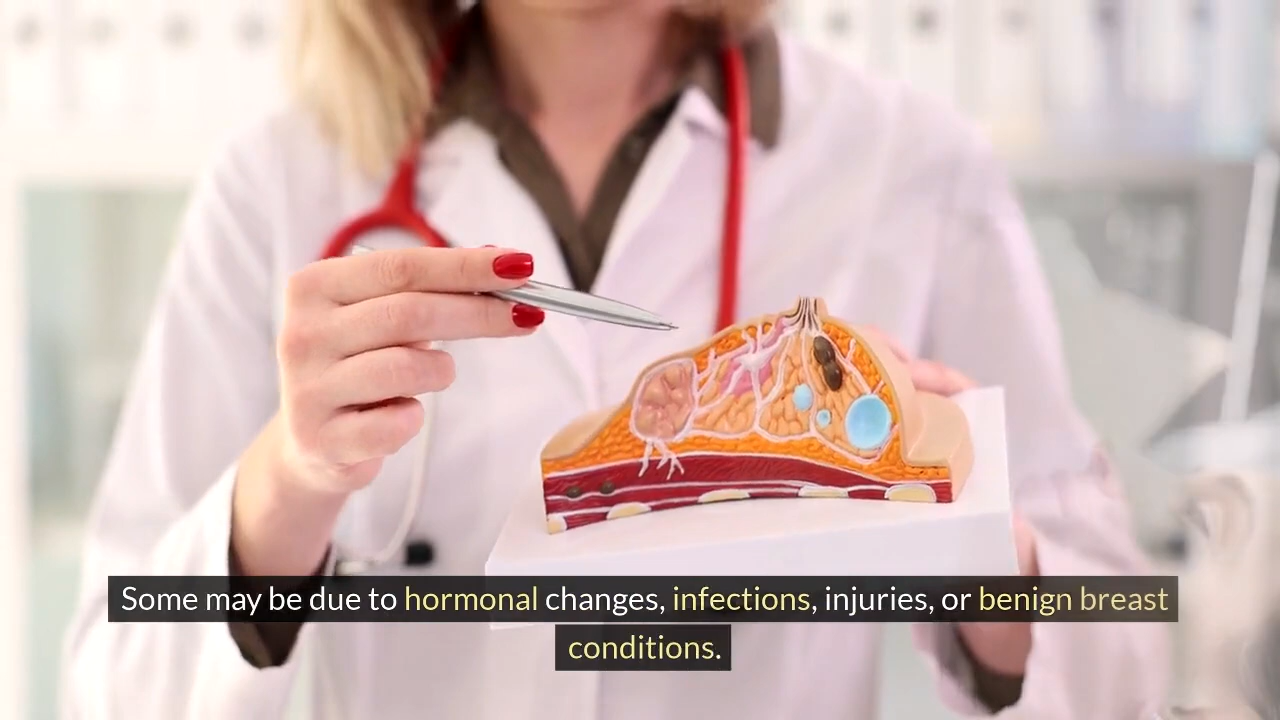 Some may be due to hormonal changes, infections, injuries, or benign breast
conditions.